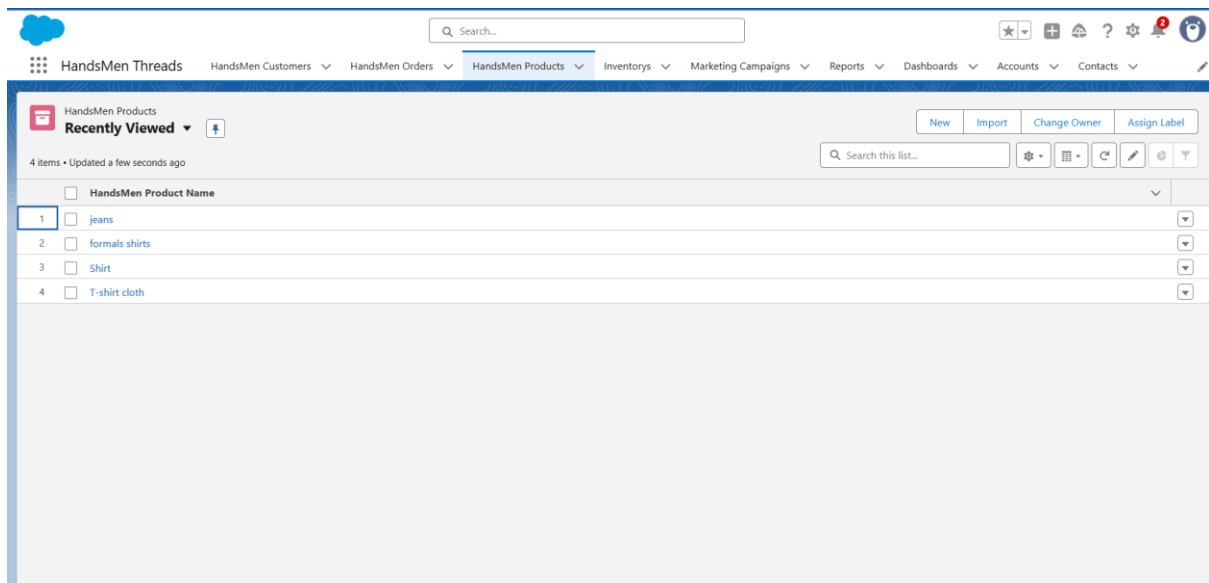 Search...
2
HandsMen Threads HandsMen Customers HandsMen Orders HandsMen Products Inventorys Marketing Campaigns Reports Dashboards Accounts Contacts
HandsMen Products
Recently Viewed
New Import Change Owner Assign Label
4 items • Updated a few seconds ago
Search this list...
HandsMen Product Name
1 jeans
2 formals shirts
3 Shirt
4 T-shirt cloth